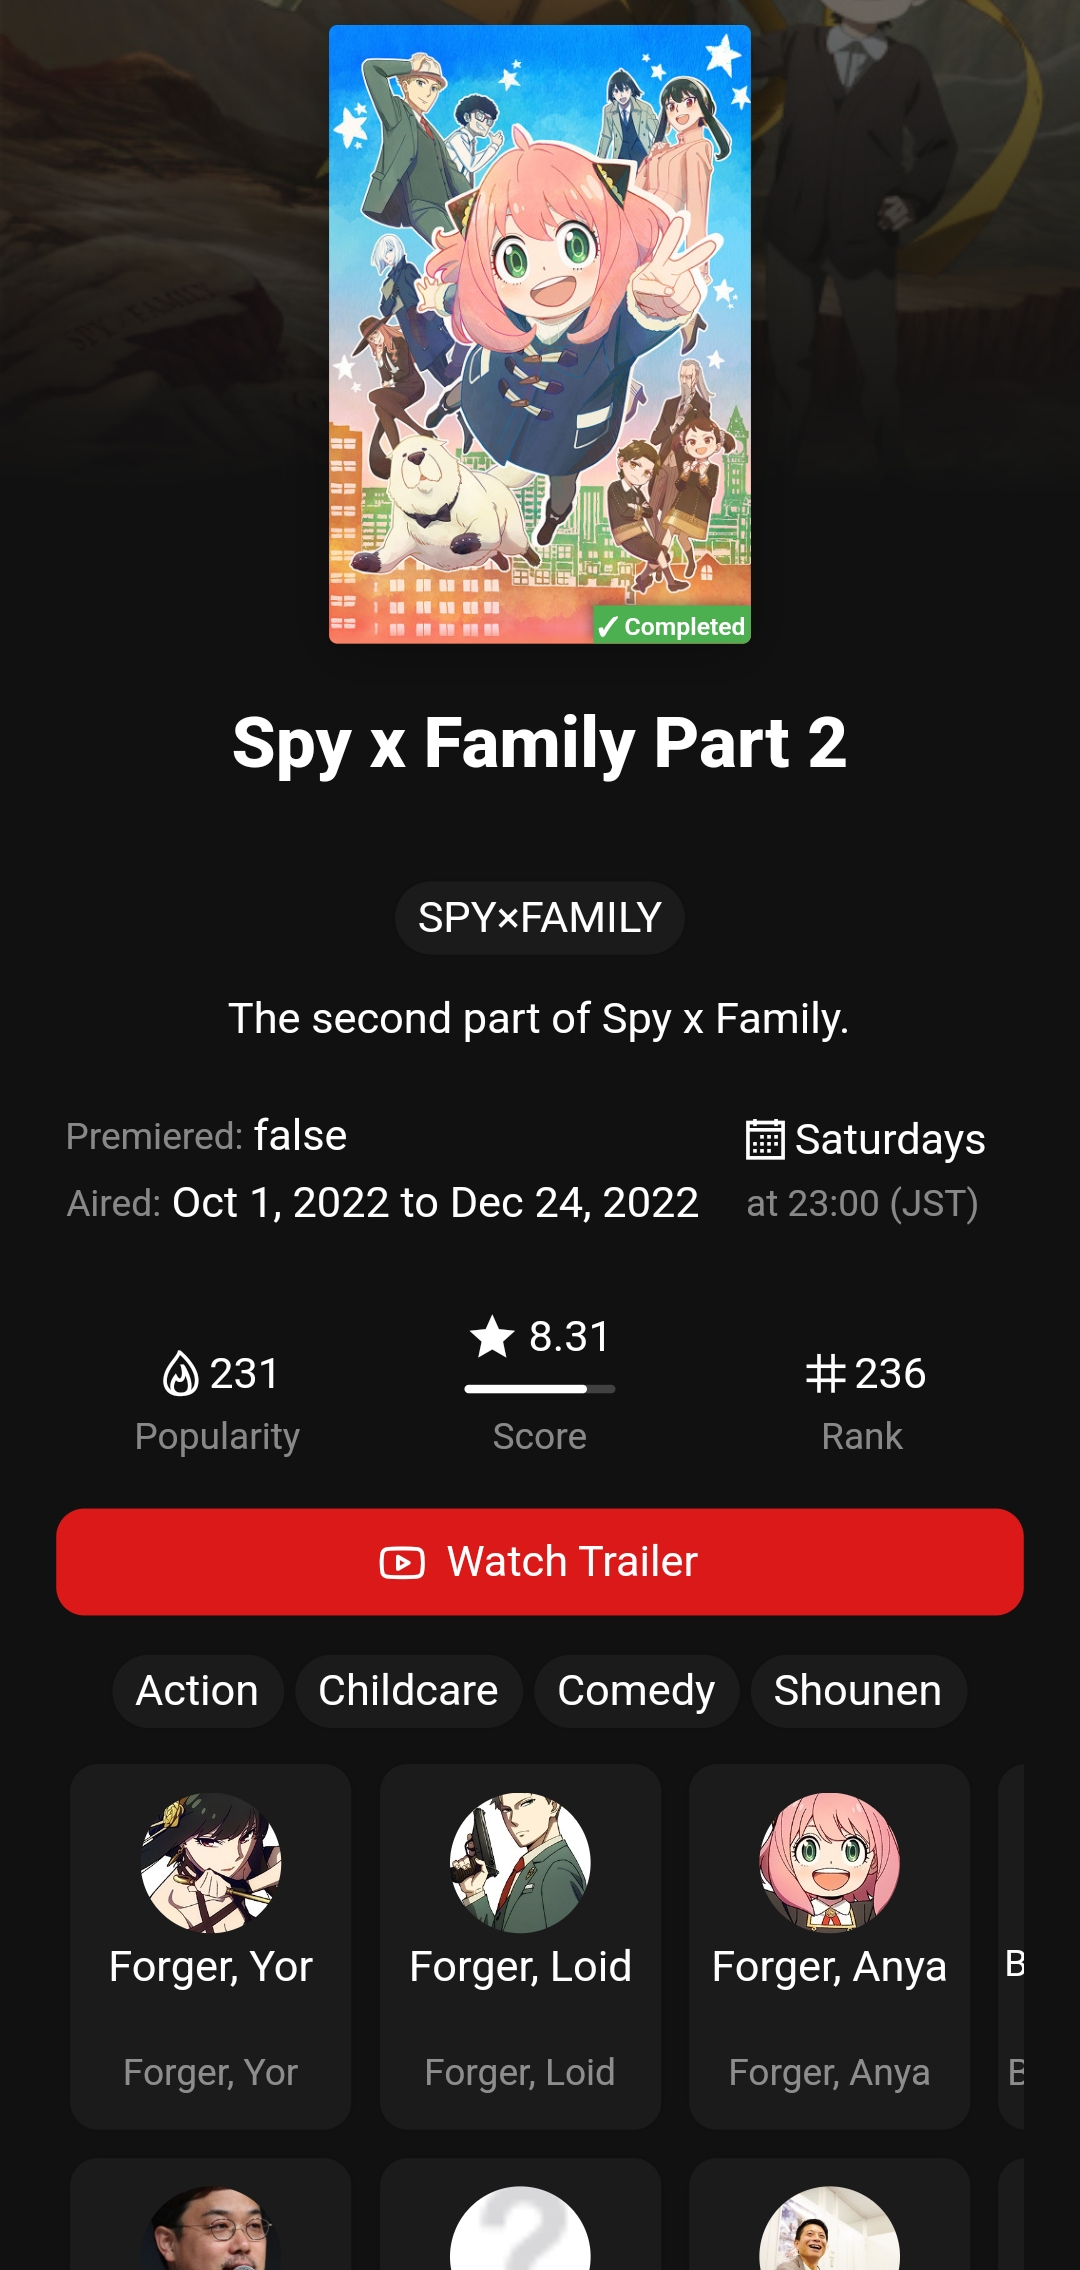 ✓ Completed
Spy x Family Part 2
SPY×FAMILY
The second part of Spy x Family.
Premiered: false
Saturdays
Aired: Oct 1, 2022 to Dec 24, 2022
at 23:00 (JST)
8.31
231
#236
Popularity
Score
Rank
Watch Trailer
Action Childcare Comedy Shounen
Forger, Yor
Forger, Loid
Forger, Anya
B
Forger, Yor
Forger, Loid
Forger, Anya